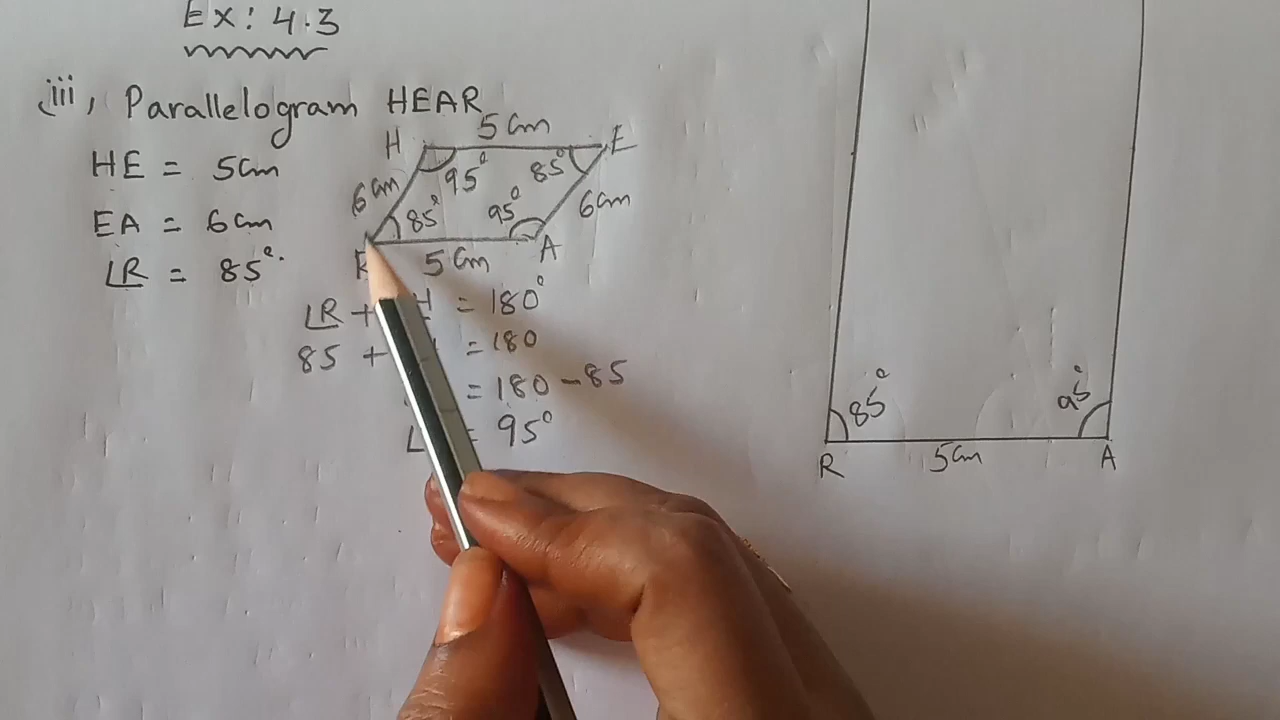 Ex: 4.3
iii, Parallelogram HEAR
HE = 5cm
EA = 6cm
∠R = 85°.
H 5cm E
6cm 95° 85°
85° 95° 6cm
R 5cm A
∠R + H = 180°
85 + = 180
= 180 - 85
∠ = 95°
85° 95°
R 5cm A